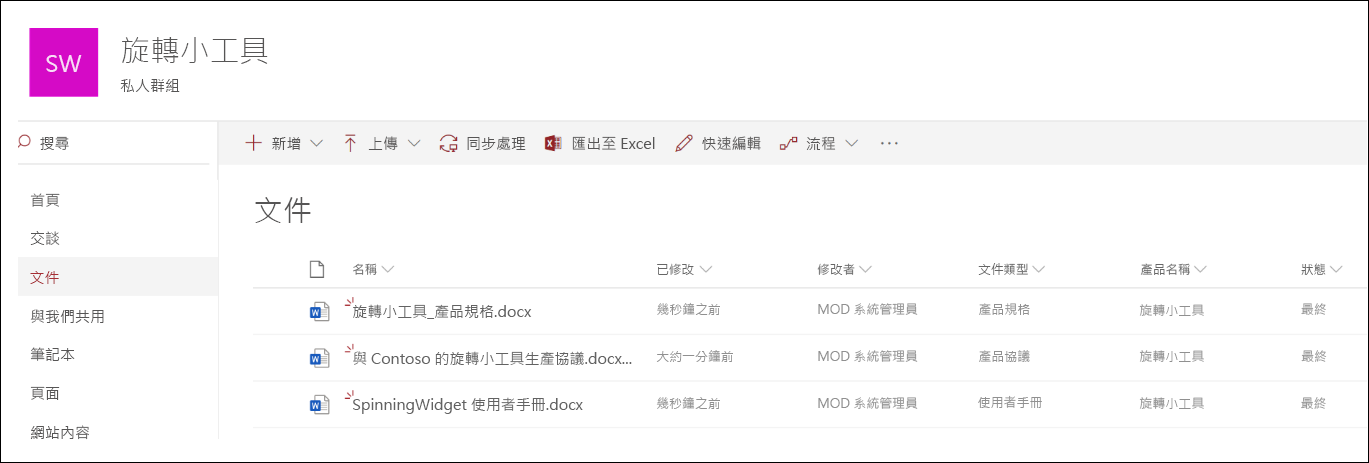 SW
旋轉小工具
私人群組
搜尋
新增 上傳 同步處理 匯出至 Excel 快速編輯 流程 ...
首頁
交談
文件
與我們共用
筆記本
頁面
網站內容
文件
名稱 已修改 修改者 文件類型 產品名稱 狀態
旋轉小工具_產品規格.docx 幾秒鐘之前 MOD 系統管理員 產品規格 旋轉小工具 最終
與 Contoso 的旋轉小工具生產協議.docx... 大約一分鐘前 MOD 系統管理員 產品協議 旋轉小工具 最終
SpinningWidget 使用者手冊.docx 幾秒鐘之前 MOD 系統管理員 使用者手冊 旋轉小工具 最終